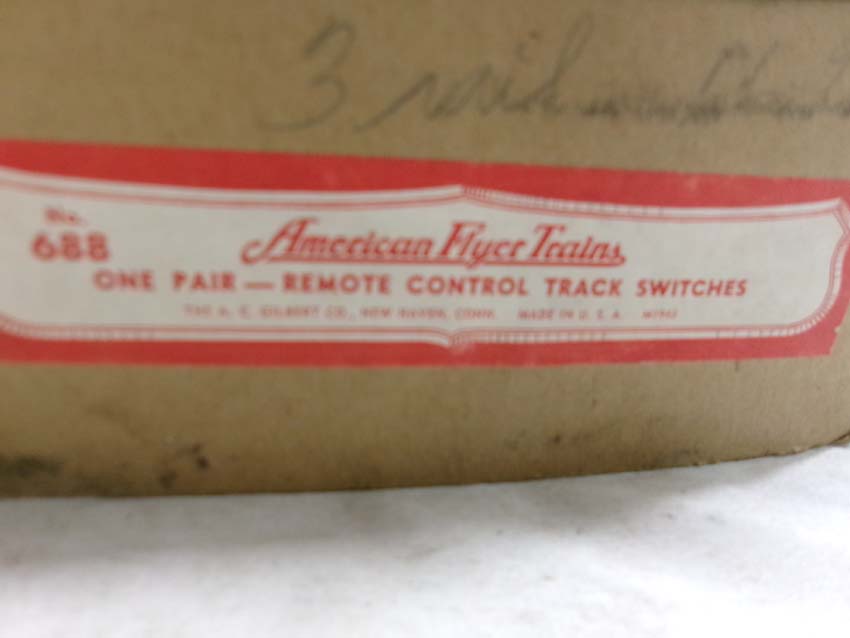 3 rail
No.
688
American Flyer Trains
ONE PAIR — REMOTE CONTROL TRACK SWITCHES
THE A. C. GILBERT CO., NEW HAVEN, CONN. MADE IN U. S. A.